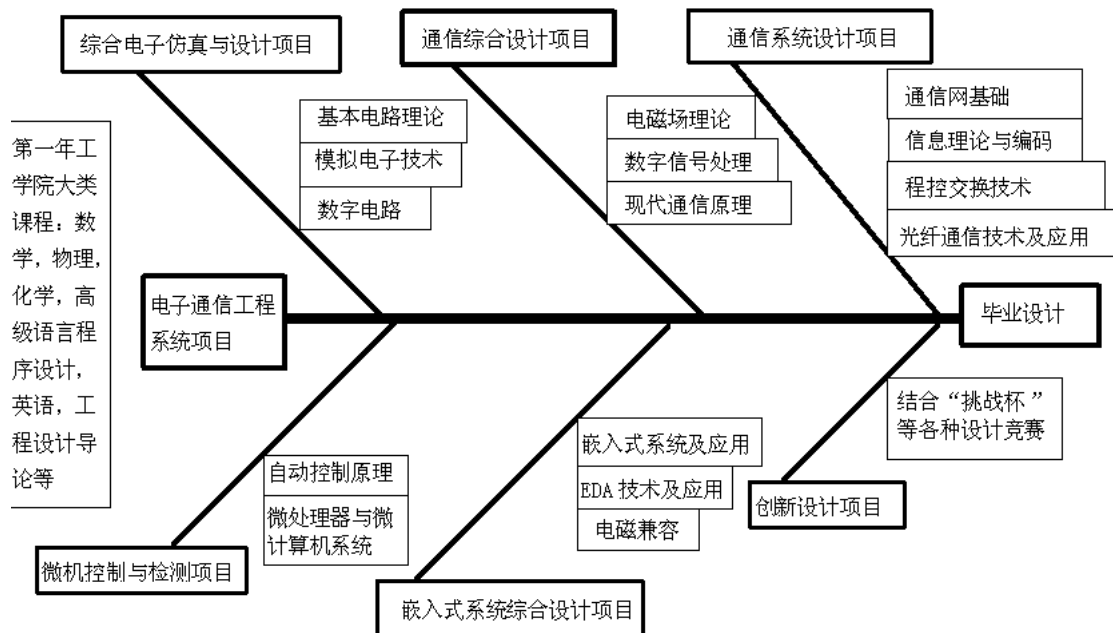 综合电子仿真与设计项目
通信综合设计项目
通信系统设计项目
基本电路理论
模拟电子技术
数字电路
电磁场理论
数字信号处理
现代通信原理
通信网基础
信息理论与编码
程控交换技术
光纤通信技术及应用
第一年工
学院大类
课程：数
学，物理，
化学，高
级语言程
序设计，
英语，工
程设计导
论等
电子通信工程
系统项目
毕业设计
自动控制原理
微处理器与微
计算机系统
微机控制与检测项目
嵌入式系统及应用
EDA 技术及应用
电磁兼容
嵌入式系统综合设计项目
结合“挑战杯”
等各种设计竞赛
创新设计项目